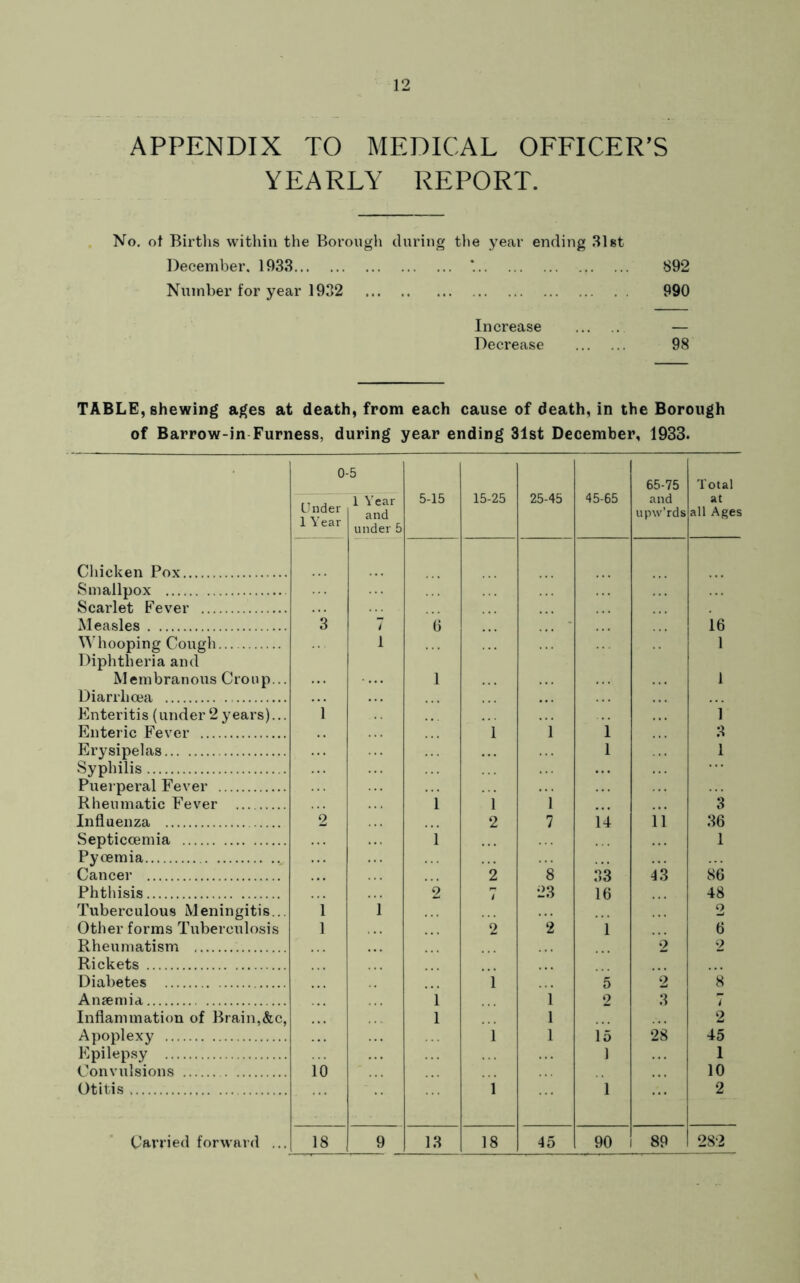 12
APPENDIX TO MEDICAL OFFICER'S
YEARLY REPORT.
No. of Births within the Borough during the year ending 31st
December, 1933... ... ... ... ... ... ... ... ... ... 892
Number for year 1932 ... ... ... ... ... ... ... ... 990
Increase ... ... —
Decrease ... ... 98
TABLE, shewing ages at death, from each cause of death, in the Borough
of Barrow-in-Furness, during year ending 31st December, 1933.
0-5 | 5-15 | 15-25 | 25-45 | 45-65 | 65-75 and upw'rds | Total at all Ages
Under 1 Year | 1 Year and under 5
Chicken Pox ... ... ... ... ... ... ... ...
Smallpox ... ... ... ... ... ... ... ...
Scarlet Fever ... ... ... ... ... ... ...
Measles 3 7 6 ... ... ... ... 16
Whooping Cough ... 1 ... ... ... ... ... 1
Diphtheria and
Membranous Croup... ... ... 1 ... ... ... ... 1
Diarrhœa ... ... ... ... ... ... ... ...
Enteritis (under 2 years)... 1 ... ... ... ... ... ... 1
Enteric Fever ... ... ... 1 1 1 ... 3
Erysipelas ... ... ... ... ... 1 ... 1
Syphilis ... ... ... ... ... ... ... ...
Puerperal Fever ... ... ... ... ... ... ... ...
Rheumatic Fever ... ... 1 1 1 ... ... 3
Influenza 2 ... ... 2 7 14 11 36
Septicœmia ... ... 1 ... ... ... ... 1
Pyœmia ... ... ... ... ... ... ... ...
Cancer ... ... ... 2 8 33 43 86
Phthisis ... ... 2 7 23 16 ... 48
Tuberculous Meningitis... 1 1 ... ... ... ... ... 2
Other forms Tuberculosis 1 ... ... 2 2 1 ... 6
Rheumatism ... ... ... ... ... ... 2 2
Rickets ... ... ... ... ... ... ... ...
Diabetes ... ... ... 1 ... 5 2 8
Anæmia ... ... 1 ... 1 2 3 7
Inflammation of Brain,&c, ... ... 1 ... 1 ... ... 2
Apoplexy ... ... ... 1 1 15 28 45
Epilepsy ... ... ... ... ... 1 ... 1
Convulsions 10 ... ... ... ... ... ... 10
Otitis ... ... ... 1 ... 1 ... 2
Carried forward ... 18 9 13 18 45 90 89 282